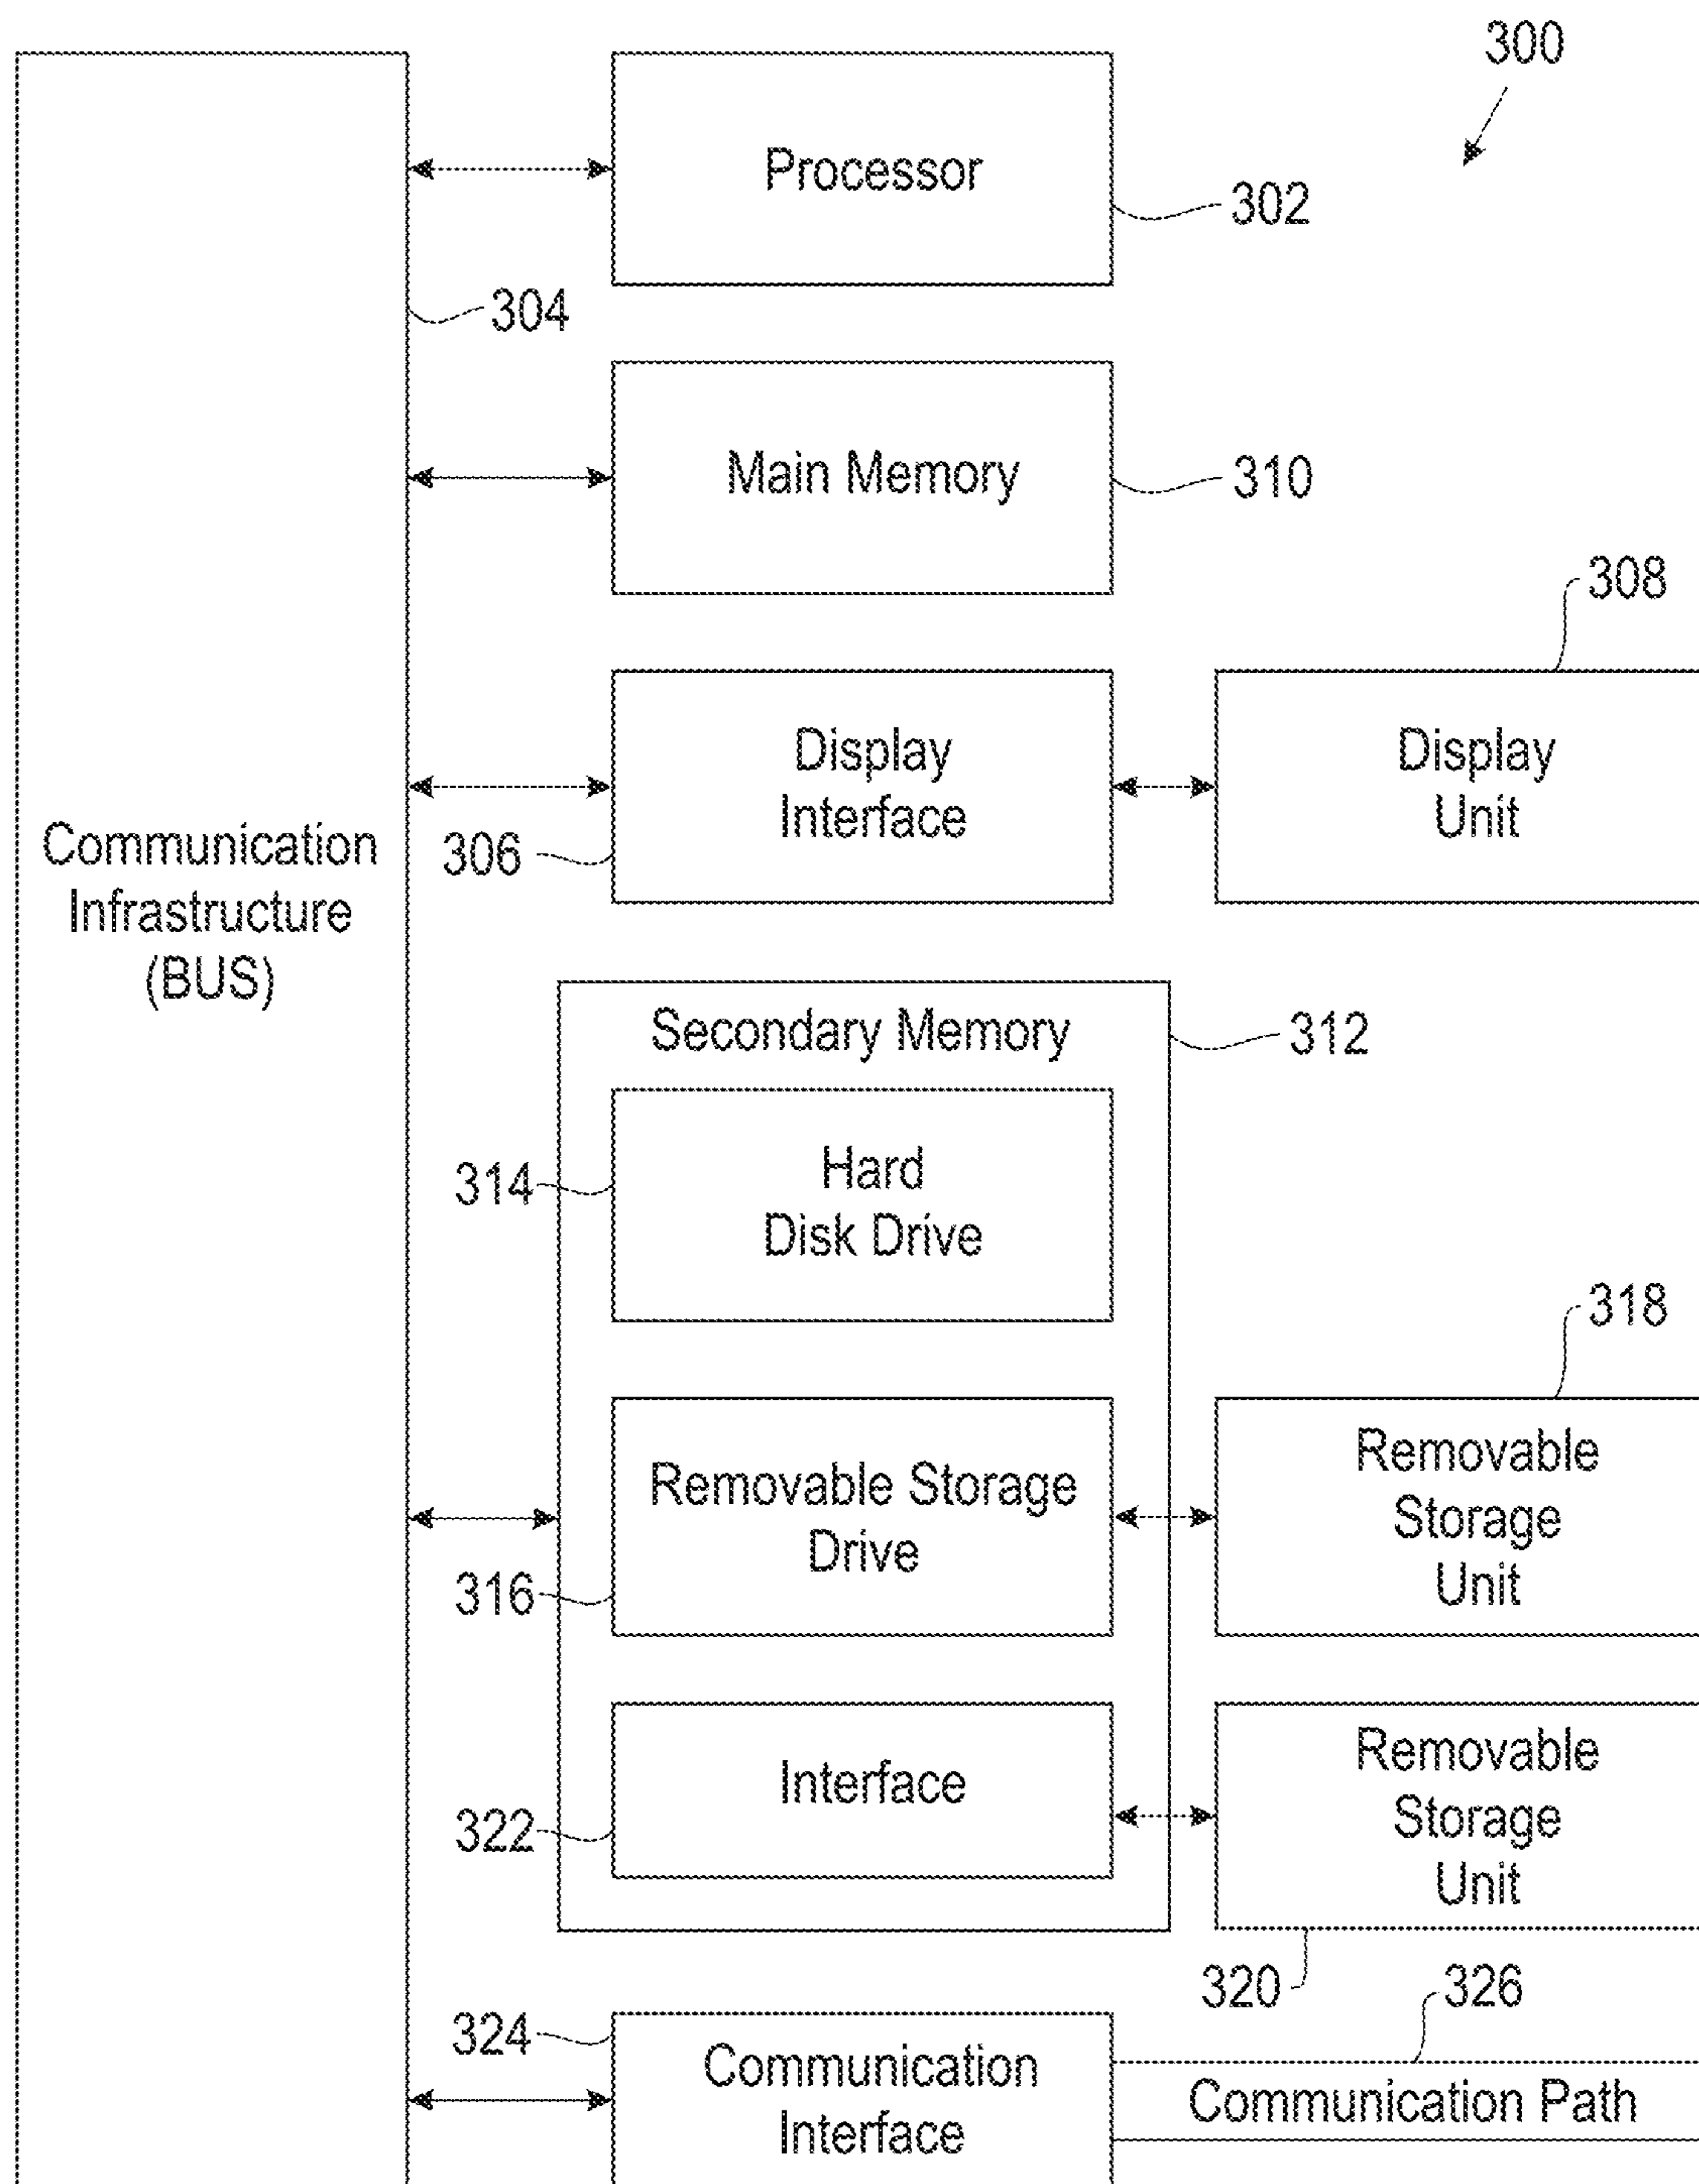 300
Processor
302
304
Main Memory
310
308
Display
Interface
306
Display
Unit
Communication
Infrastructure
(BUS)
Secondary Memory
312
Hard
Disk Drive
314
318
Removable Storage
Drive
316
Removable
Storage
Unit
Interface
322
Removable
Storage
Unit
320
326
324
Communication
Interface
Communication Path